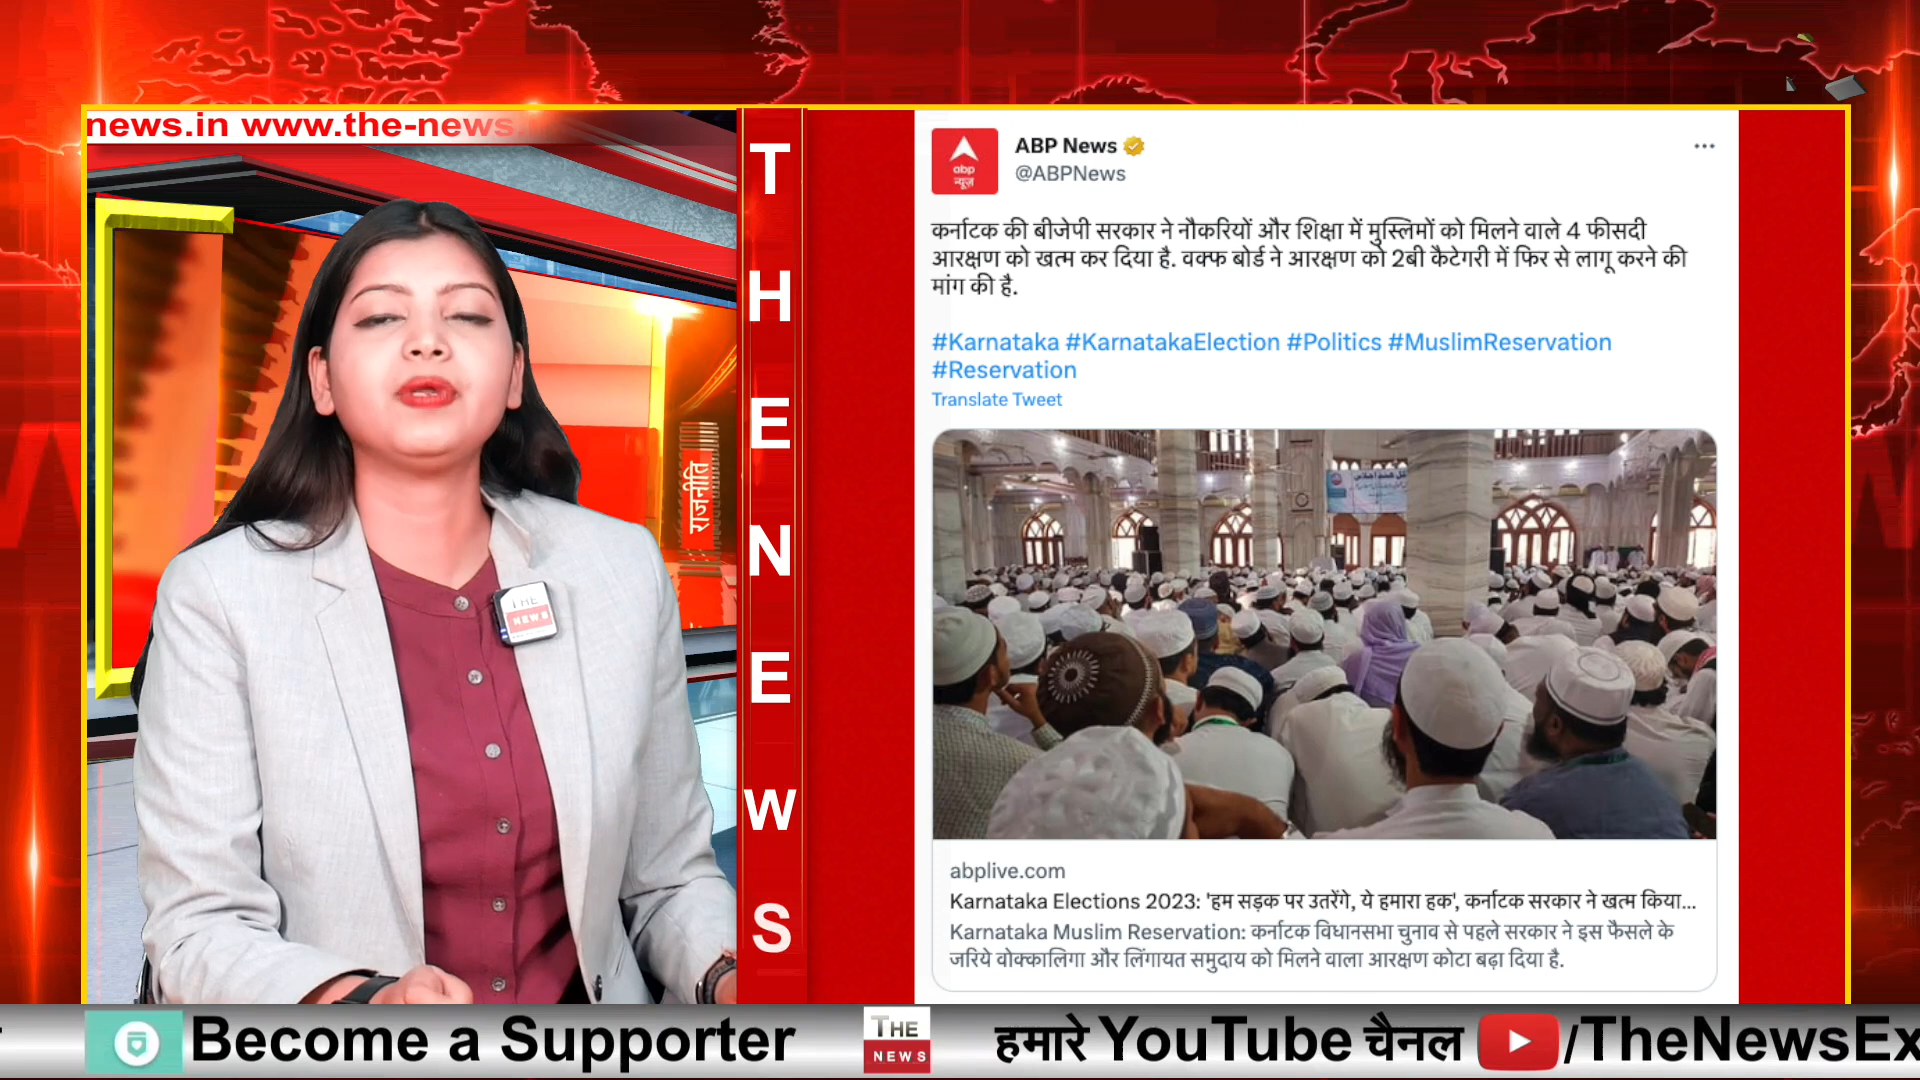 news.in www.the-news.
THE NEWS
राजनीति
THE
NEWS
abp
न्यूज़
ABP News
@ABPNews
कर्नाटक की बीजेपी सरकार ने नौकरियों और शिक्षा में मुस्लिमों को मिलने वाले 4 फीसदी
आरक्षण को खत्म कर दिया है. वक्फ बोर्ड ने आरक्षण को 2बी कैटेगरी में फिर से लागू करने की
मांग की है.
#Karnataka #KarnatakaElection #Politics #MuslimReservation
#Reservation
Translate Tweet
abplive.com
Karnataka Elections 2023: 'हम सड़क पर उतरेंगे, ये हमारा हक', कर्नाटक सरकार ने खत्म किया...
Karnataka Muslim Reservation: कर्नाटक विधानसभा चुनाव से पहले सरकार ने इस फैसले के
जरिये वोक्कालिगा और लिंगायत समुदाय को मिलने वाला आरक्षण कोटा बढ़ा दिया है.
Become a Supporter THE NEWS हमारे YouTube चैनल /TheNewsEx